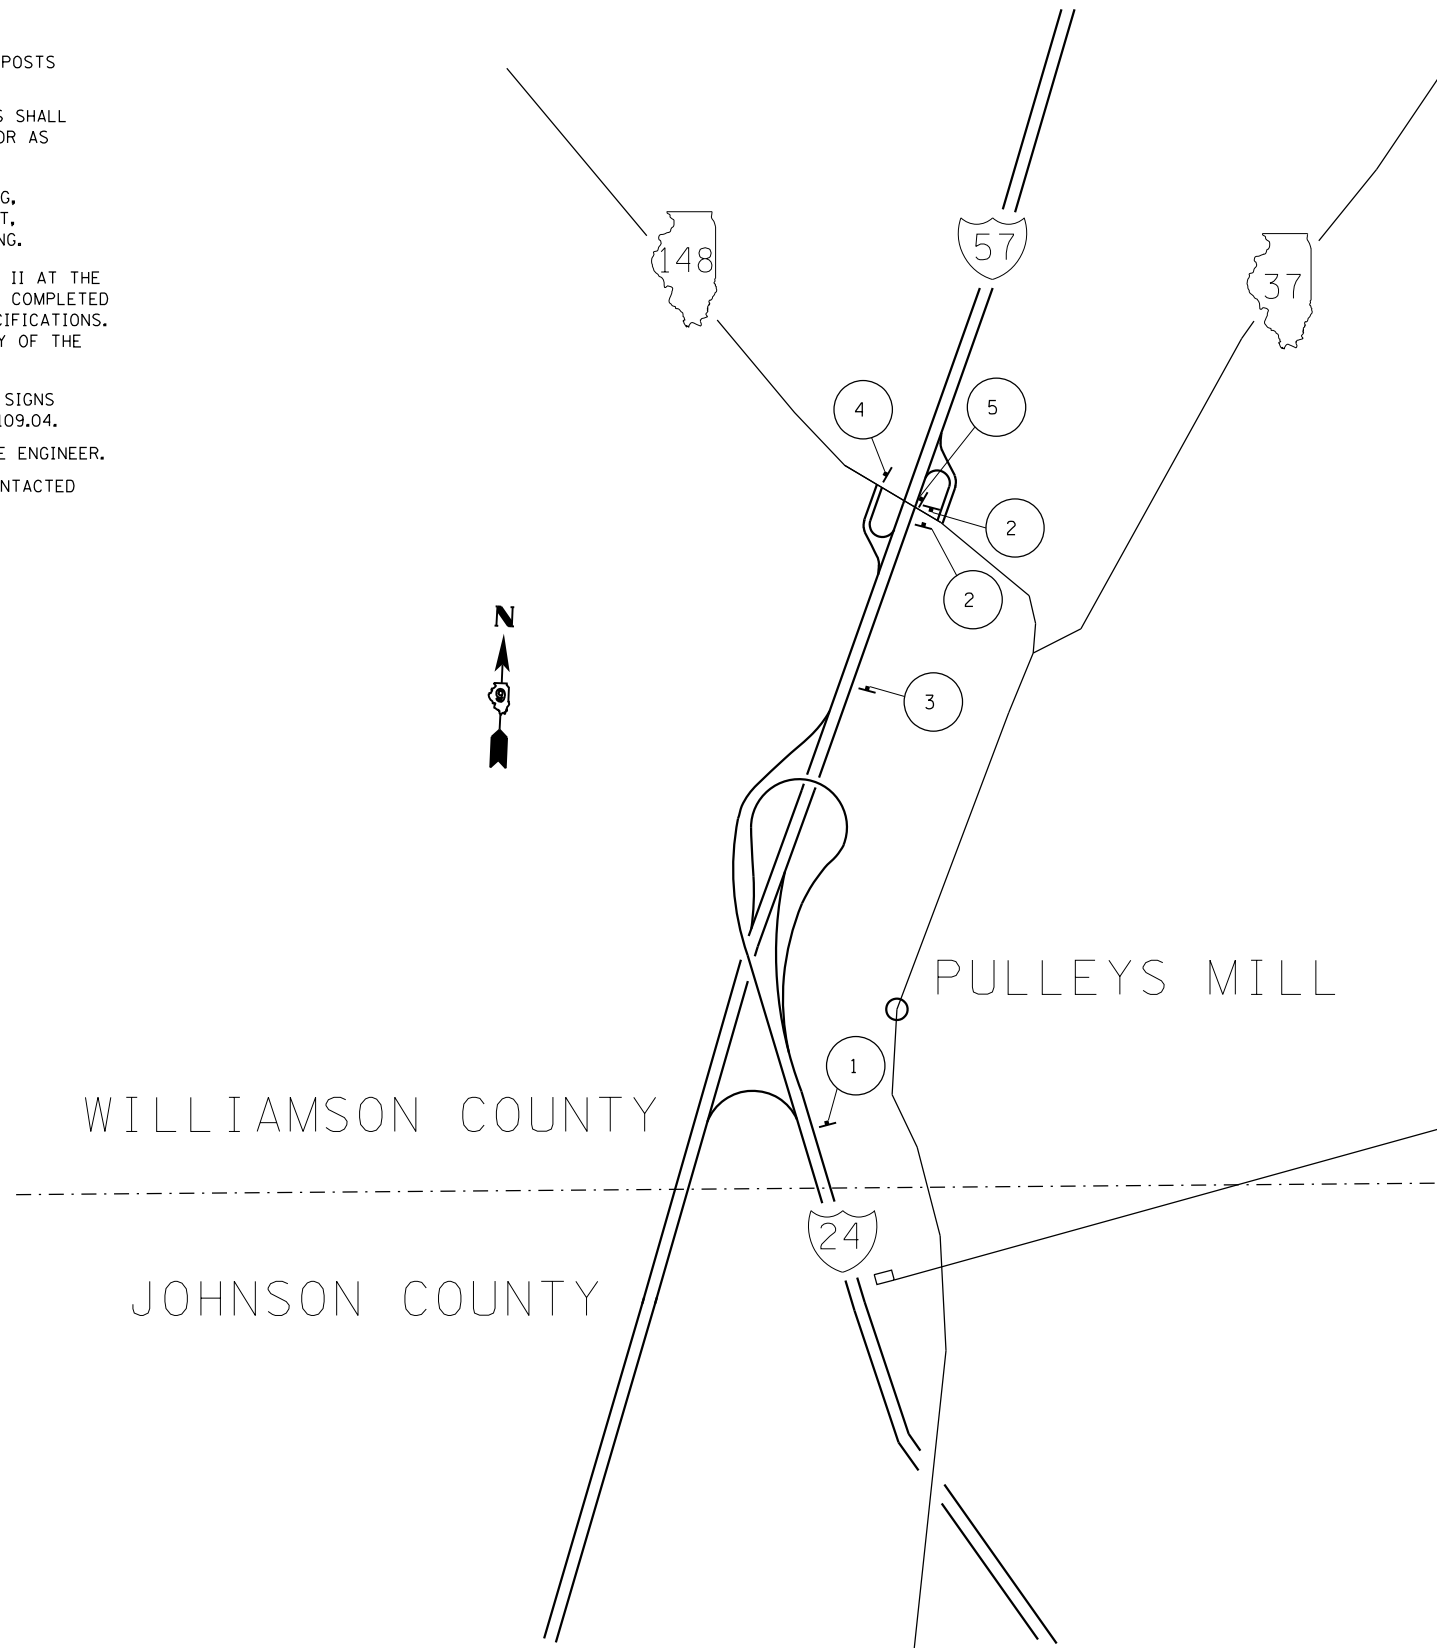 POSTS
S SHALL
OR AS
G,
T,
NG.
II AT THE
COMPLETED
CIFICATIONS.
Y OF THE
SIGNS
109.04.
E ENGINEER.
NTACTED
148
57
37
4
5
2
2
N
9
3
PULLEYS MILL
1
WILLIAMSON COUNTY
24
JOHNSON COUNTY